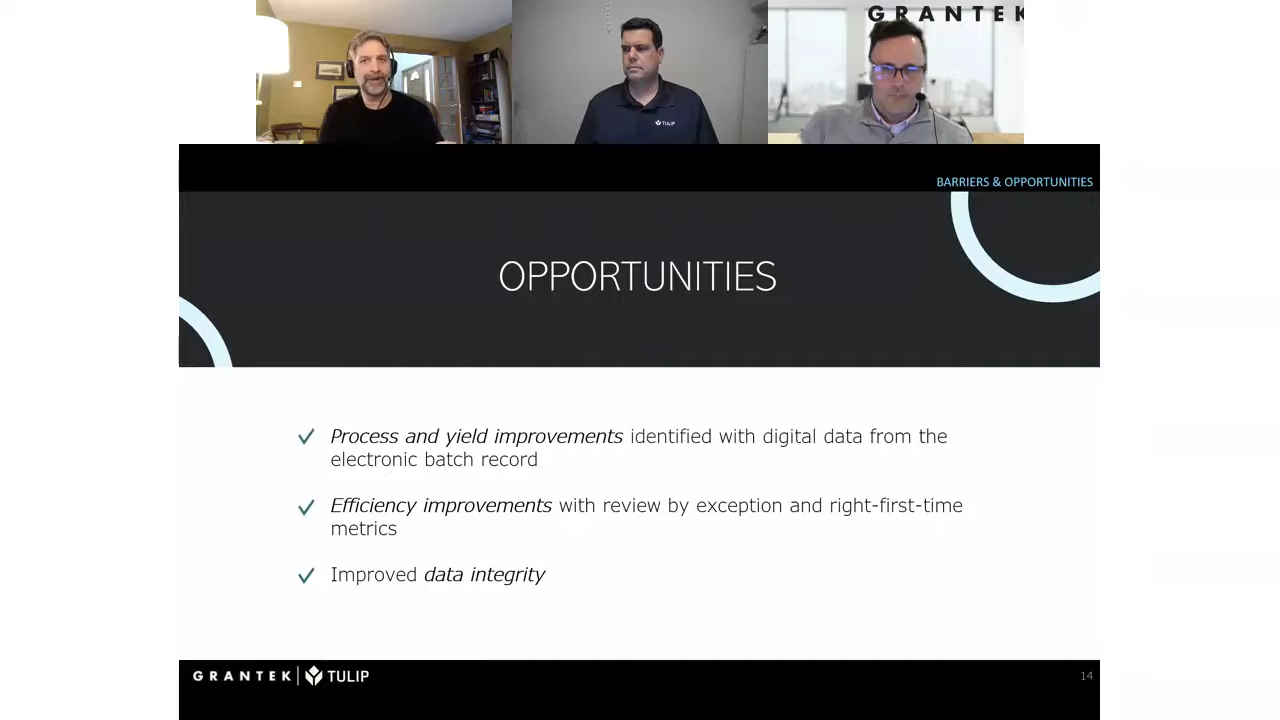 GRANTEK
TULIP
BARRIERS & OPPORTUNITIES
OPPORTUNITIES
Process and yield improvements identified with digital data from the
electronic batch record
Efficiency improvements with review by exception and right-first-time
metrics
Improved data integrity
GRANTEK | TULIP
14